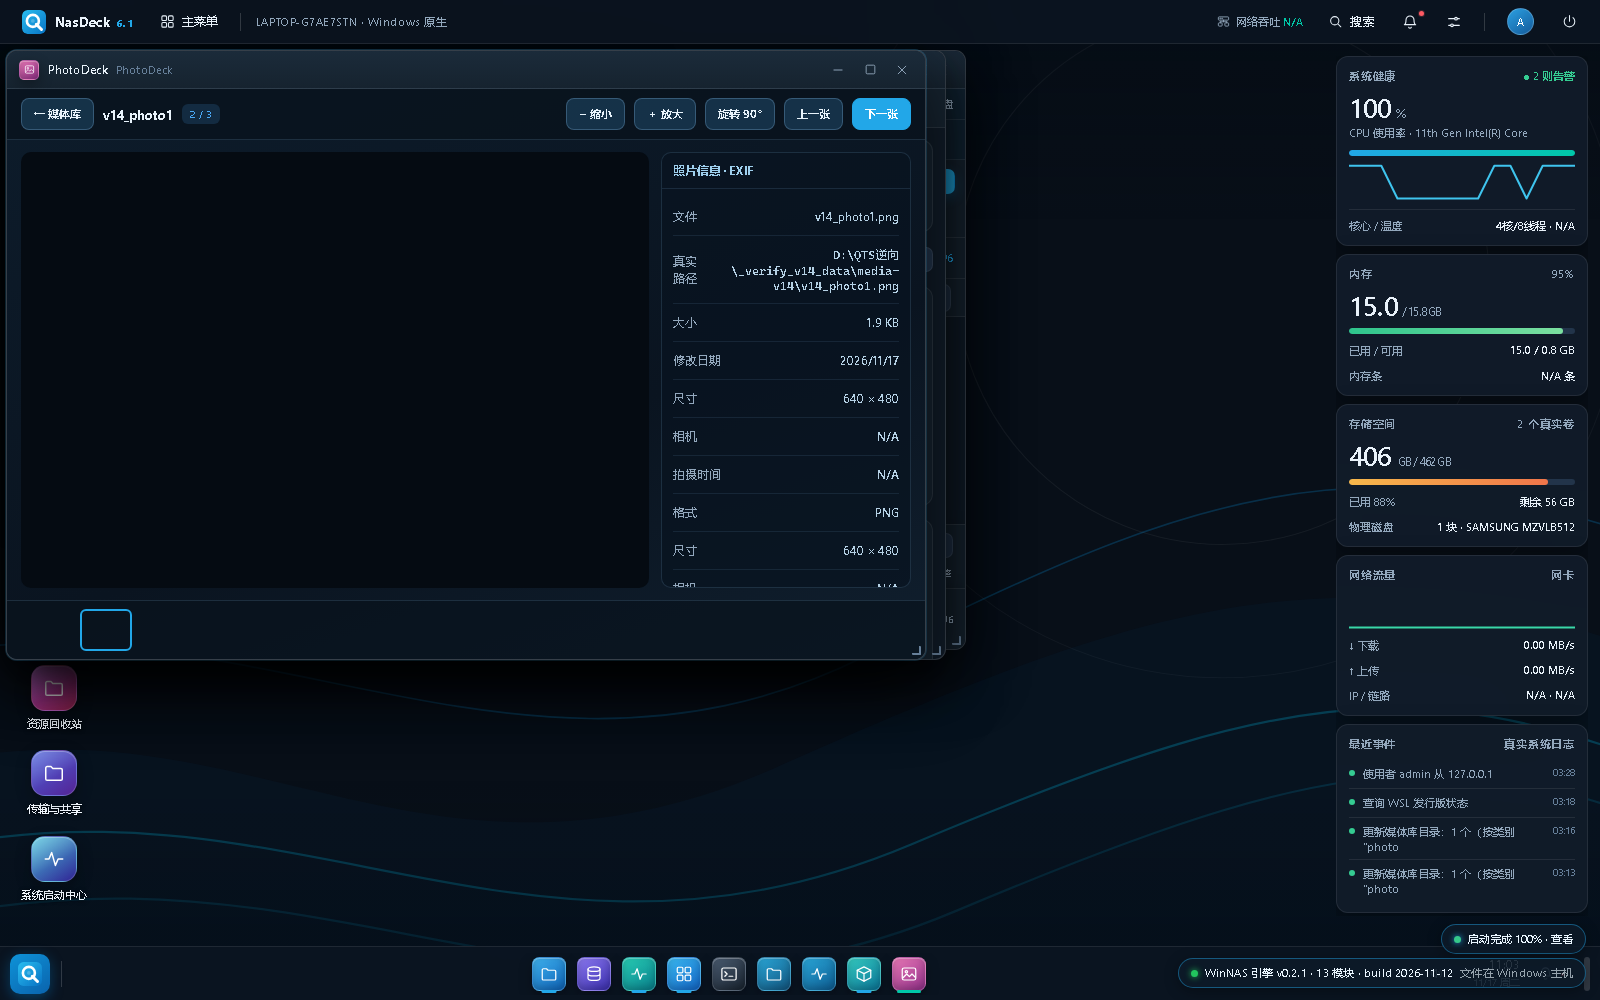 NasDeck 6.1
主菜单
LAPTOP-G7AE7STN · Windows 原生
网络吞吐 N/A
搜索
A
PhotoDeck PhotoDeck
← 媒体库
v14_photo1
2 / 3
− 缩小
+ 放大
旋转 90°
上一张
下一张
照片信息 · EXIF
文件 v14_photo1.png
真实路径 D:\QTS逆向\_verify_v14_data\media-v14\v14_photo1.png
大小 1.9 KB
修改日期 2026/11/17
尺寸 640 × 480
相机 N/A
拍摄时间 N/A
格式 PNG
尺寸 640 × 480
相机 N/A
盘
资源回收站
传输与共享
系统启动中心
系统健康 2 则告警
100 %
CPU 使用率 · 11th Gen Intel(R) Core
核心 / 温度 4核/8线程 · N/A
内存 95%
15.0 / 15.8GB
已用 / 可用 15.0 / 0.8 GB
内存条 N/A 条
存储空间 2 个真实卷
406 GB / 462GB
已用 88% 剩余 56 GB
物理磁盘 1 块 · SAMSUNG MZVLB512
网络流量 网卡
↓ 下载 0.00 MB/s
↑ 上传 0.00 MB/s
IP / 链路 N/A · N/A
最近事件 真实系统日志
使用者 admin 从 127.0.0.1 03:28
查询 WSL 发行版状态 03:18
更新媒体库目录: 1 个 (按类别 03:16
"photo
更新媒体库目录: 1 个 (按类别 03:13
"photo
启动完成 100% · 查看
WinNAS 引擎 v0.2.1 · 13 模块 · build 2026-11-12 文件在 Windows 主机